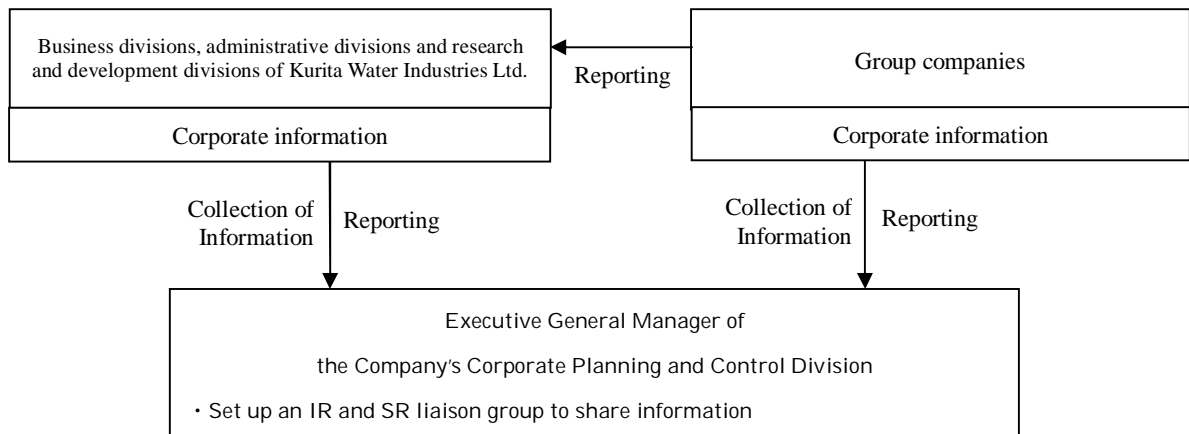 Business divisions, administrative divisions and research
and development divisions of Kurita Water Industries Ltd.
Corporate information
Reporting
Group companies
Corporate information
Collection of
Information
Reporting
Collection of
Information
Reporting
Executive General Manager of
the Company's Corporate Planning and Control Division
・Set up an IR and SR liaison group to share information